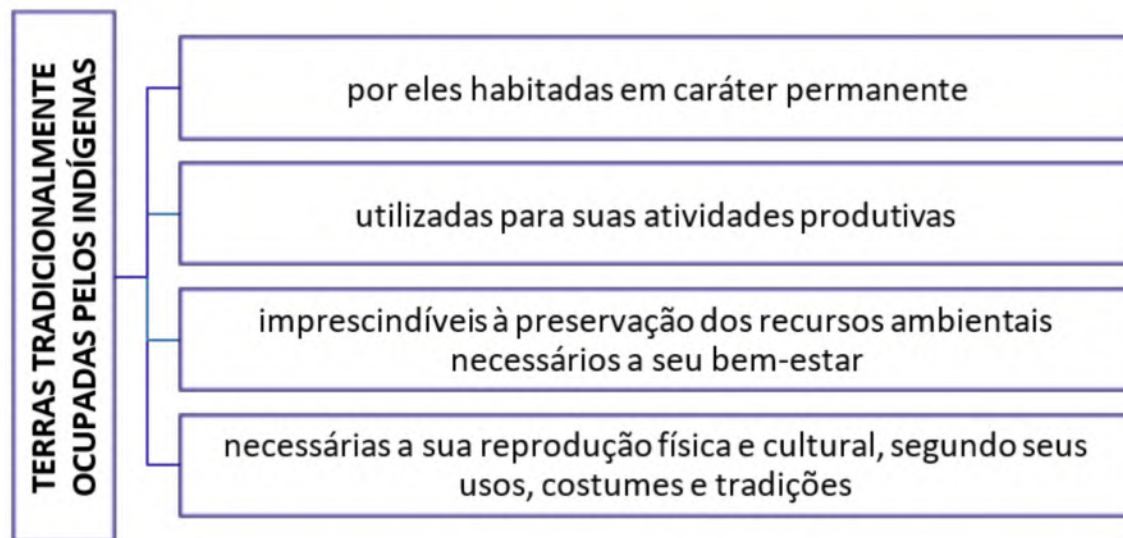 TERRAS TRADICIONALMENTE
OCUPADAS PELOS INDÍGENAS
por eles habitadas em caráter permanente
utilizadas para suas atividades produtivas
imprescindíveis à preservação dos recursos ambientais
necessários a seu bem-estar
necessárias a sua reprodução física e cultural, segundo seus
usos, costumes e tradições